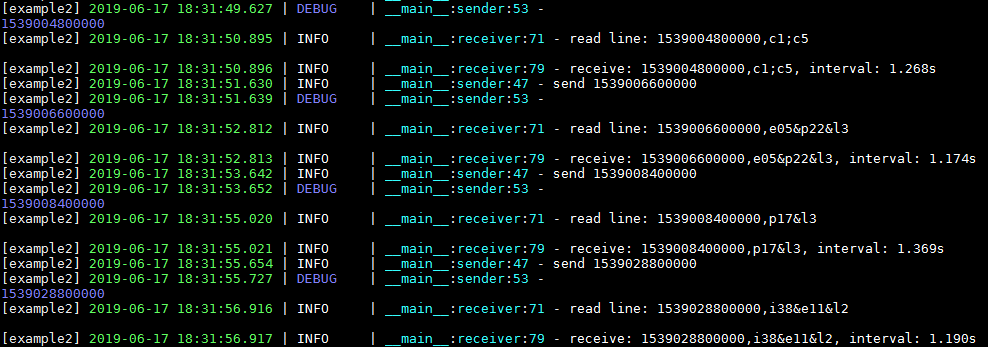 [example2] 2019-06-17 18:31:49.627 | DEBUG    | __main__:sender:53 -
1539004800000
[example2] 2019-06-17 18:31:50.895 | INFO     | __main__:receiver:71 - read line: 1539004800000,c1;c5
[example2] 2019-06-17 18:31:50.896 | INFO     | __main__:receiver:79 - receive: 1539004800000,c1;c5, interval: 1.268s
[example2] 2019-06-17 18:31:51.630 | INFO     | __main__:sender:47 - send 1539006600000
[example2] 2019-06-17 18:31:51.639 | DEBUG    | __main__:sender:53 -
1539006600000
[example2] 2019-06-17 18:31:52.812 | INFO     | __main__:receiver:71 - read line: 1539006600000,e05&p22&l3
[example2] 2019-06-17 18:31:52.813 | INFO     | __main__:receiver:79 - receive: 1539006600000,e05&p22&l3, interval: 1.174s
[example2] 2019-06-17 18:31:53.642 | INFO     | __main__:sender:47 - send 1539008400000
[example2] 2019-06-17 18:31:53.652 | DEBUG    | __main__:sender:53 -
1539008400000
[example2] 2019-06-17 18:31:55.020 | INFO     | __main__:receiver:71 - read line: 1539008400000,p17&l3
[example2] 2019-06-17 18:31:55.021 | INFO     | __main__:receiver:79 - receive: 1539008400000,p17&l3, interval: 1.369s
[example2] 2019-06-17 18:31:55.654 | INFO     | __main__:sender:47 - send 1539028800000
[example2] 2019-06-17 18:31:55.727 | DEBUG    | __main__:sender:53 -
1539028800000
[example2] 2019-06-17 18:31:56.916 | INFO     | __main__:receiver:71 - read line: 1539028800000,i38&e11&l2
[example2] 2019-06-17 18:31:56.917 | INFO     | __main__:receiver:79 - receive: 1539028800000,i38&e11&l2, interval: 1.190s